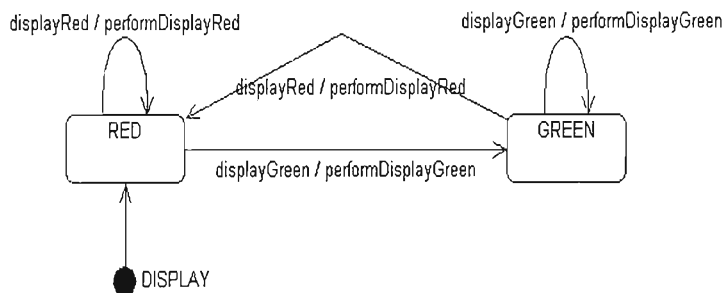 displayRed / performDisplayRed
displayGreen / performDisplayGreen
displayRed / performDisplayRed
RED
GREEN
displayGreen / performDisplayGreen
DISPLAY